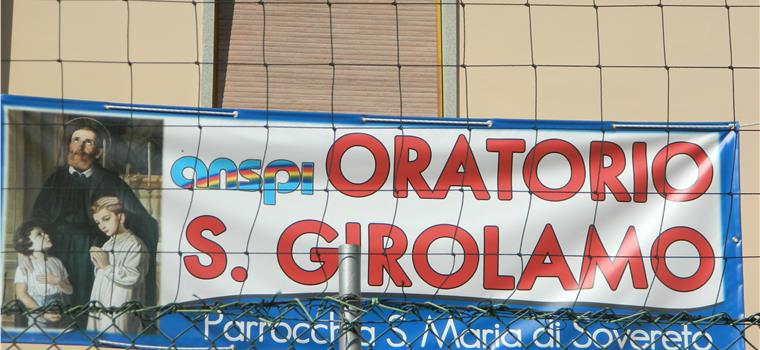 anspi ORATORIO
S. GIROLAMO
Parrocchia S. Maria di Sovereto